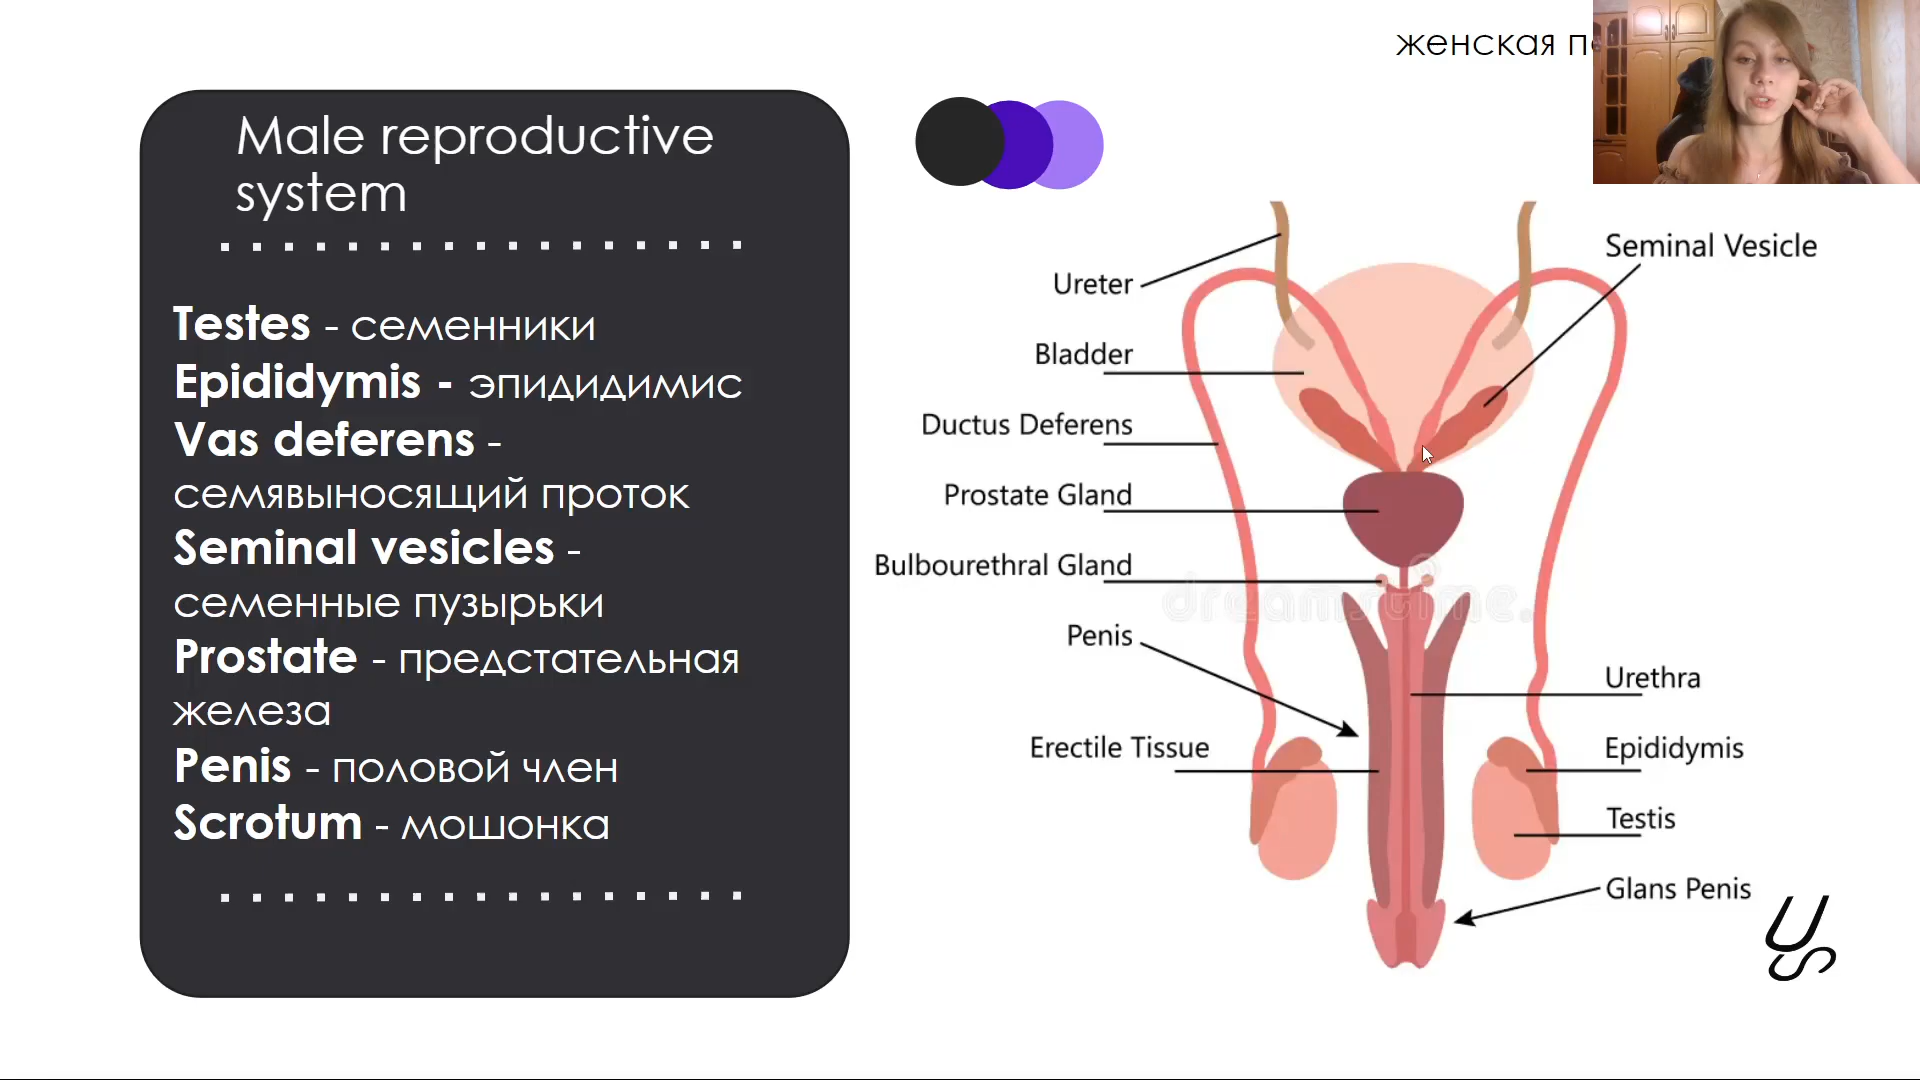 женская
Male reproductive
system
Testes - семенники
Epididymis - эпидидимис
Vas deferens -
семявыносящий проток
Seminal vesicles -
семенные пузырьки
Prostate - предстательная
железа
Penis - половой член
Scrotum - мошонка
Seminal Vesicle
Ureter
Bladder
Ductus Deferens
Prostate Gland
Bulbourethral Gland
dreamstime.
Penis
Urethra
Erectile Tissue
Epididymis
Testis
Glans Penis